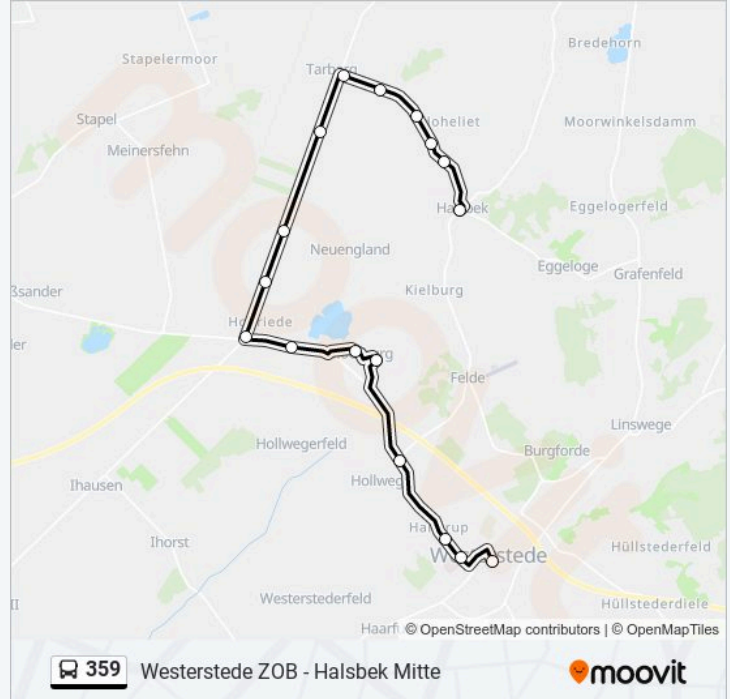 Bredehorn
Stapelermoor
Stapel
Moorwinkelsdamm
Meinersfehn
Eggelogerfeld
Neuengland
Eggeloge
Grafenfeld
ßsander
Kielburg
Felde
Linswege
Hollwegerfeld
Burgforde
Ihausen
Ihorst
Hüllstederfeld
Westerstederfeld
Hüllstederdiele
© OpenStreetMap contributors | © OpenMapTiles
359 Westerstede ZOB - Halsbek Mitte moovit